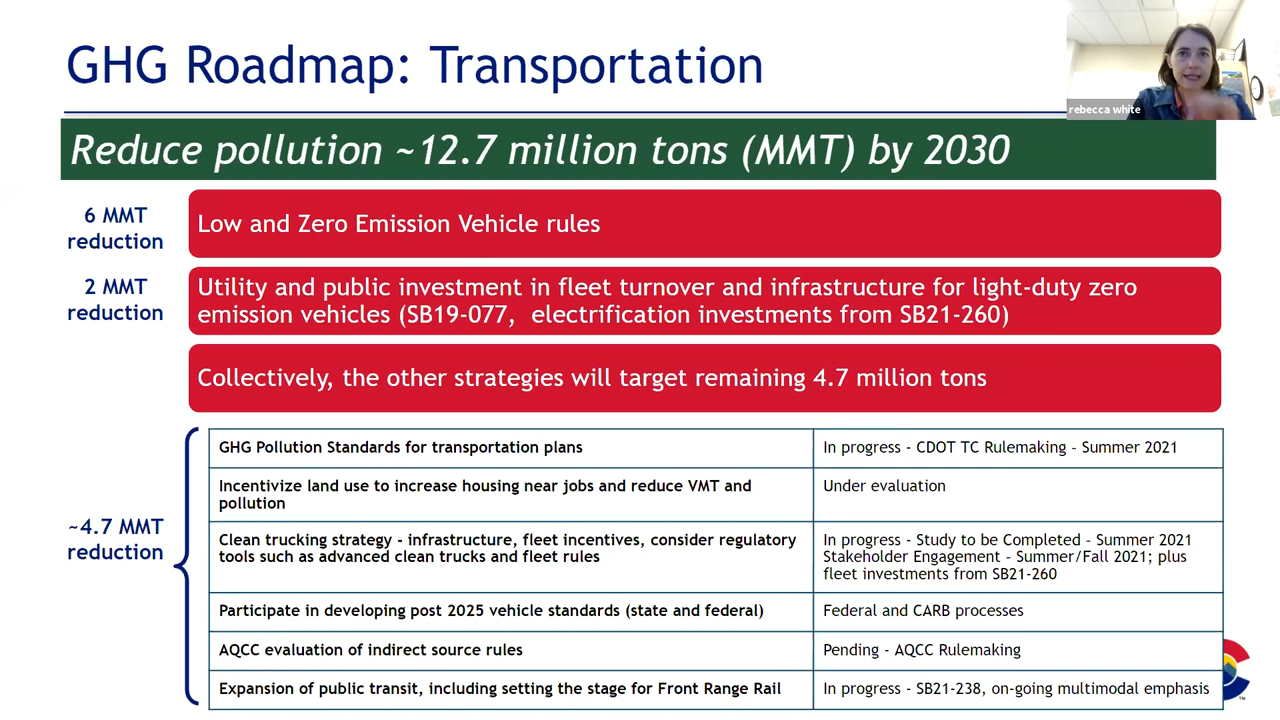 GHG Roadmap: Transportation
rebecca white
Reduce pollution ~12.7 million tons (MMT) by 2030
6 MMT
reduction
Low and Zero Emission Vehicle rules
2 MMT
reduction
Utility and public investment in fleet turnover and infrastructure for light-duty zero
emission vehicles (SB19-077,  electrification investments from SB21-260)
Collectively, the other strategies will target remaining 4.7 million tons
~4.7 MMT
reduction
GHG Pollution Standards for transportation plans
In progress - CDOT TC Rulemaking - Summer 2021
Incentivize land use to increase housing near jobs and reduce VMT and
pollution
Under evaluation
Clean trucking strategy - infrastructure, fleet incentives, consider regulatory
tools such as advanced clean trucks and fleet rules
In progress - Study to be Completed - Summer 2021
Stakeholder Engagement - Summer/Fall 2021; plus
fleet investments from SB21-260
Participate in developing post 2025 vehicle standards (state and federal)
Federal and CARB processes
AQCC evaluation of indirect source rules
Pending - AQCC Rulemaking
Expansion of public transit, including setting the stage for Front Range Rail
In progress - SB21-238, on-going multimodal emphasis
TM